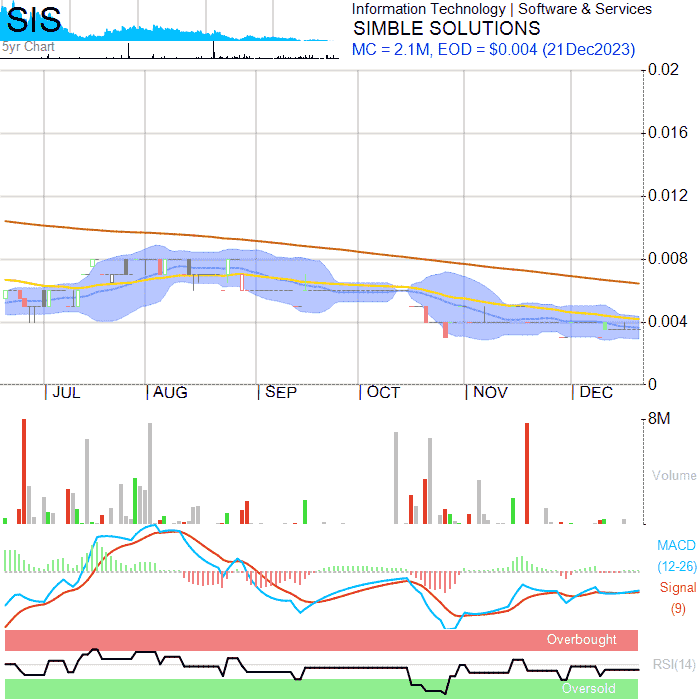 SIS
Information Technology | Software & Services
SIMBLE SOLUTIONS
5yr Chart
MC = 2.1M, EOD = $0.004 (21Dec2023)
0.02
0.016
0.012
0.008
0.004
0
JUL AUG SEP OCT NOV DEC
8M
Volume
MACD
(12-26)
Signal
(9)
Overbought
RSI(14)
Oversold